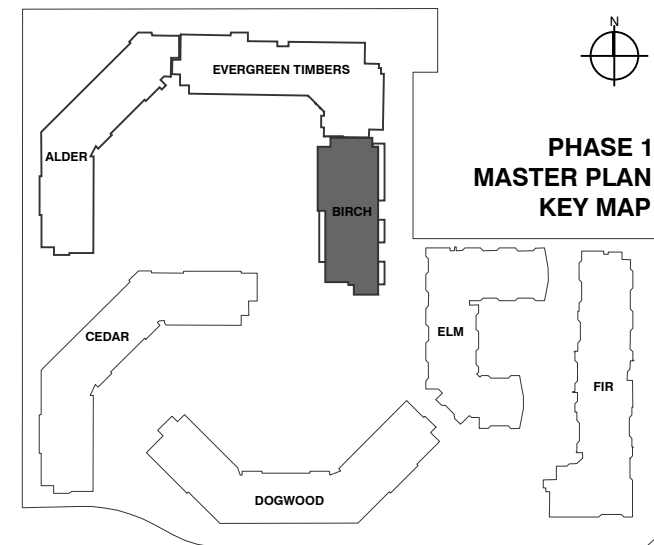 N
EVERGREEN TIMBERS
PHASE 1
MASTER PLAN
KEY MAP
ALDER
BIRCH
CEDAR
ELM
FIR
DOGWOOD